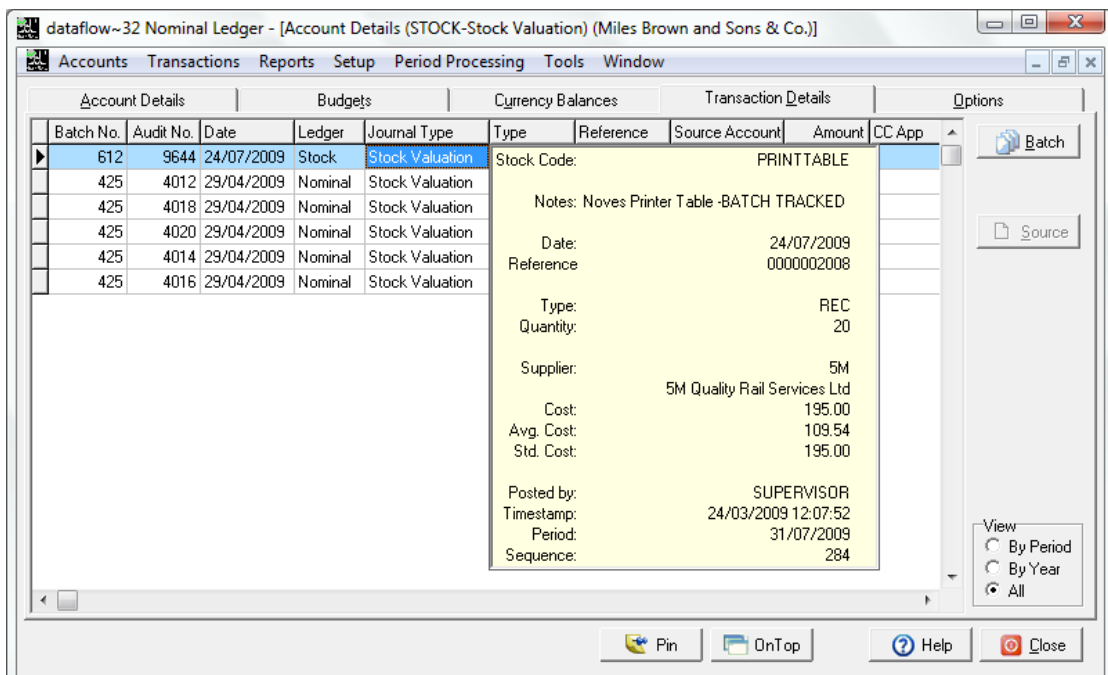 dataflow~32 Nominal Ledger - [Account Details (STOCK-Stock Valuation) (Miles Brown and Sons & Co.)]
Accounts Transactions Reports Setup Period Processing Tools Window
Account Details Budgets Currency Balances Transaction Details Options
Batch No. Audit No. Date Ledger Journal Type Type Reference Source Account Amount CC App
612 9644 24/07/2009 Stock Stock Valuation
425 4012 29/04/2009 Nominal Stock Valuation
425 4018 29/04/2009 Nominal Stock Valuation
425 4020 29/04/2009 Nominal Stock Valuation
425 4014 29/04/2009 Nominal Stock Valuation
425 4016 29/04/2009 Nominal Stock Valuation
Stock Code: PRINTTABLE
Notes: Noves Printer Table -BATCH TRACKED
Date: 24/07/2009
Reference 0000002008
Type: REC
Quantity: 20
Supplier: 5M
5M Quality Rail Services Ltd
Cost: 195.00
Avg. Cost: 109.54
Std. Cost: 195.00
Posted by: SUPERVISOR
Timestamp: 24/03/2009 12:07:52
Period: 31/07/2009
Sequence: 284
Batch
Source
View
By Period
By Year
All
Pin OnTop Help Close